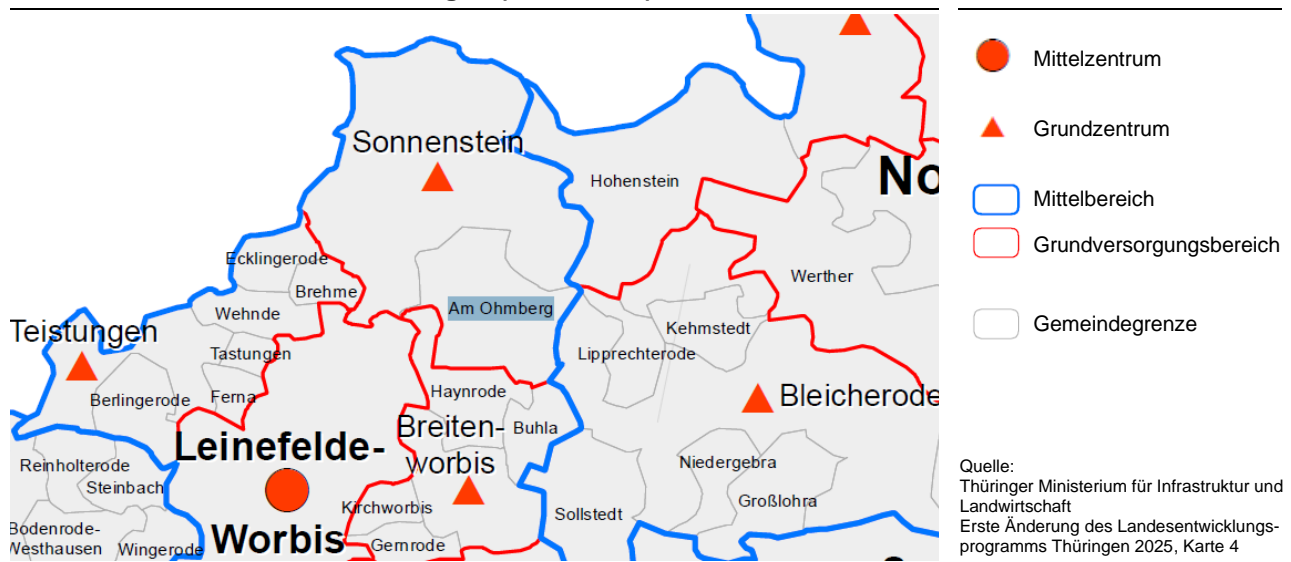 Sonnenstein
Hohenstein
No
Ecklingerode
Brehme
Werther
Wehnde
Am Ohmberg
Teistungen
Kehmstedt
Tastungen
Lipprechterode
Berlingerode
Ferna
Haynrode
Bleicherode
Breiten-
worbis
Buhla
Leinefelde-
Worbis
Reinholterode
Steinbach
Niedergebra
Großlohra
Kirchworbis
Sollstedt
Bodenrode-
Westhausen
Wingerode
Gernrode
Mittelzentrum
Grundzentrum
Mittelbereich
Grundversorgungsbereich
Gemeindegrenze
Quelle:
Thüringer Ministerium für Infrastruktur und
Landwirtschaft
Erste Änderung des Landesentwicklungs-
programms Thüringen 2025, Karte 4